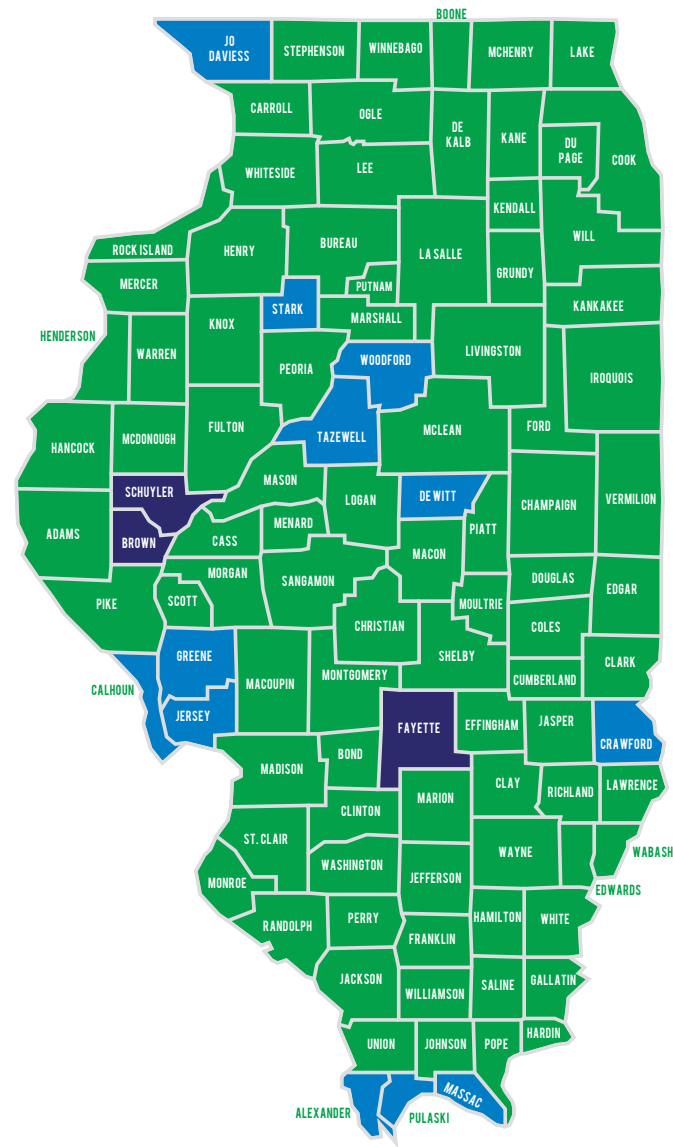 BOONE
JO
DAVIESS
STEPHENSON
WINNEBAGO
MCHENRY
LAKE
CARROLL
OGLE
DE
KALB
KANE
DU
PAGE
COOK
WHITESIDE
LEE
KENDALL
ROCK ISLAND
HENRY
BUREAU
LA SALLE
WILL
GRUNDY
MERCER
PUTNAM
STARK
KANKAKEE
HENDERSON
KNOX
MARSHALL
WARREN
PEORIA
WOODFORD
LIVINGSTON
IROQUOIS
HANCOCK
MCDONOUGH
FULTON
TAZEWELL
MCLEAN
FORD
SCHUYLER
MASON
LOGAN
DE WITT
CHAMPAIGN
VERMILION
ADAMS
BROWN
CASS
MENARD
PIATT
MACON
MORGAN
SANGAMON
DOUGLAS
EDGAR
PIKE
SCOTT
CHRISTIAN
MOULTRIE
COLES
GREENE
SHELBY
CLARK
CALHOUN
MACOUPIN
MONTGOMERY
CUMBERLAND
JERSEY
FAYETTE
EFFINGHAM
JASPER
CRAWFORD
MADISON
BOND
CLAY
RICHLAND
LAWRENCE
MARION
CLINTON
ST. CLAIR
WASHINGTON
WAYNE
WABASH
MONROE
JEFFERSON
EDWARDS
RANDOLPH
PERRY
HAMILTON
WHITE
FRANKLIN
JACKSON
WILLIAMSON
SALINE
GALLATIN
UNION
JOHNSON
POPE
HARDIN
ALEXANDER
PULASKI
MASSAC